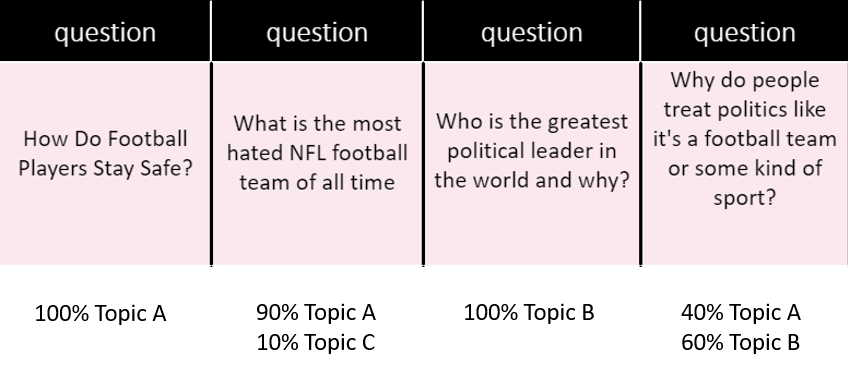 question
question
question
question
How Do Football
Players Stay Safe?
What is the most
hated NFL football
team of all time
Who is the greatest
political leader in
the world and why?
Why do people
treat politics like
it's a football team
or some kind of
sport?
100% Topic A
90% Topic A
10% Topic C
100% Topic B
40% Topic A
60% Topic B